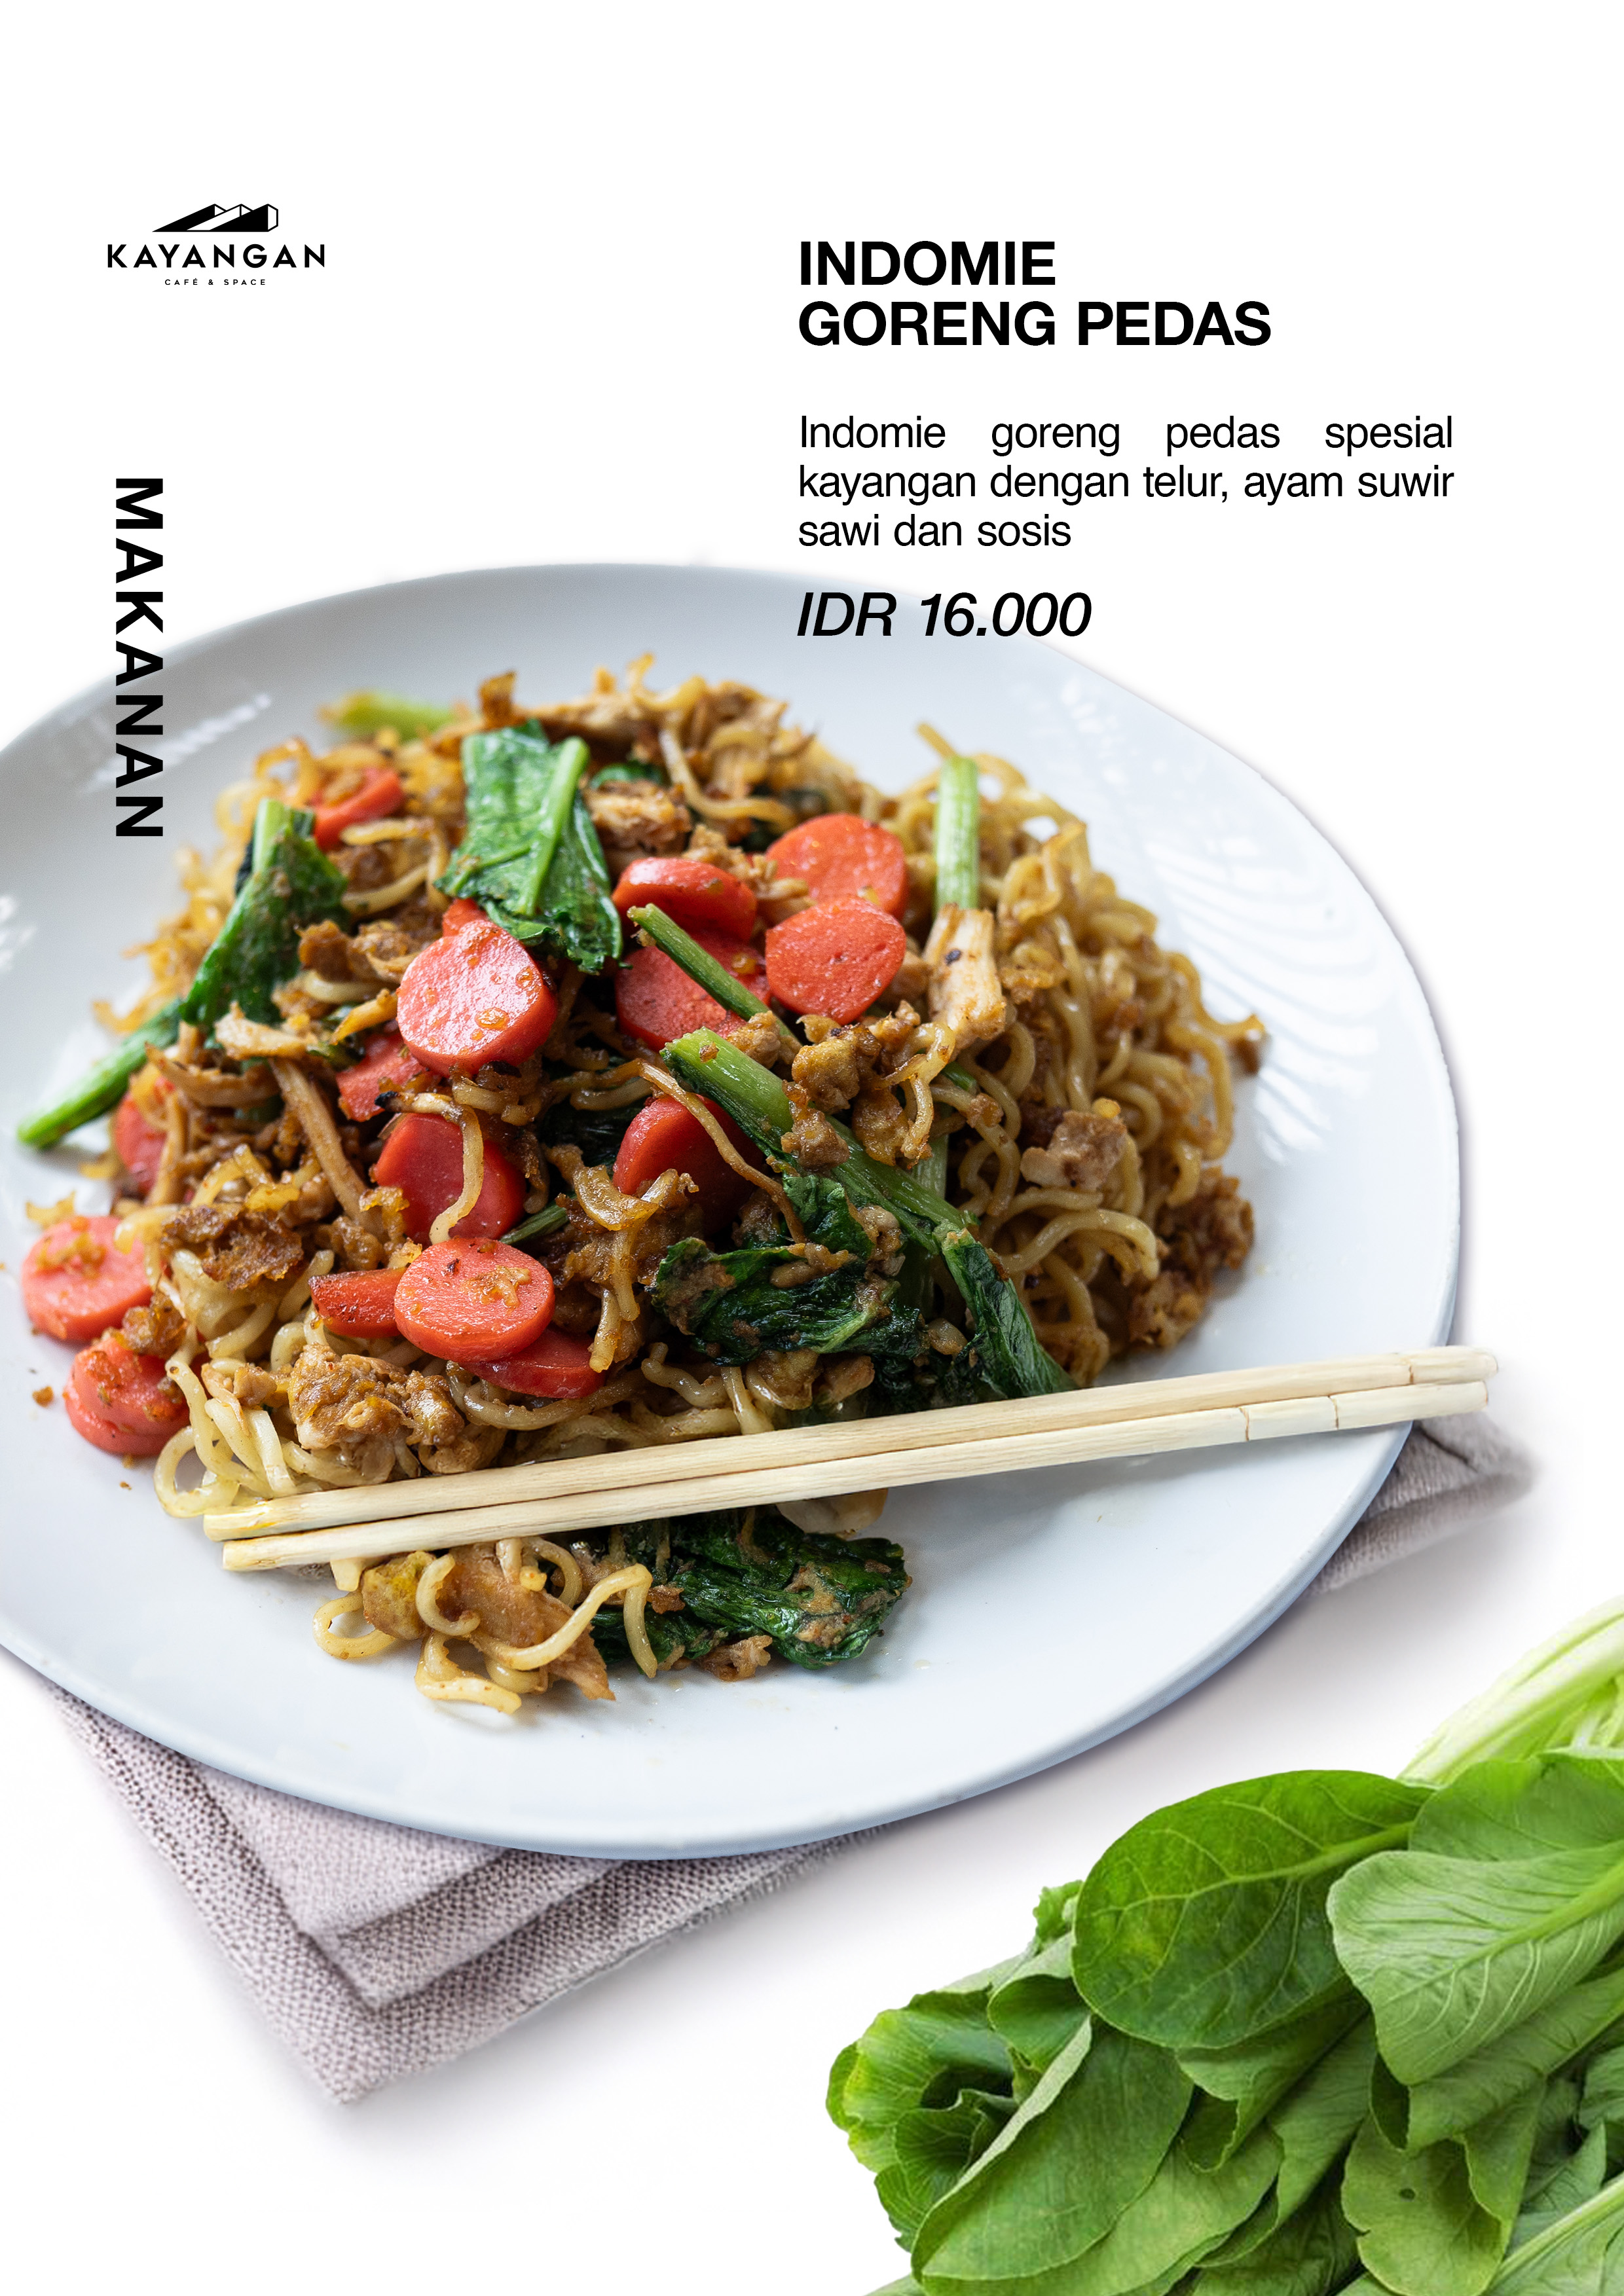 KAYANGAN
CAFÉ & SPACE
INDOMIE
GORENG PEDAS
Indomie goreng pedas spesial
kayangan dengan telur, ayam suwir
sawi dan sosis
IDR 16.000
MAKANAN